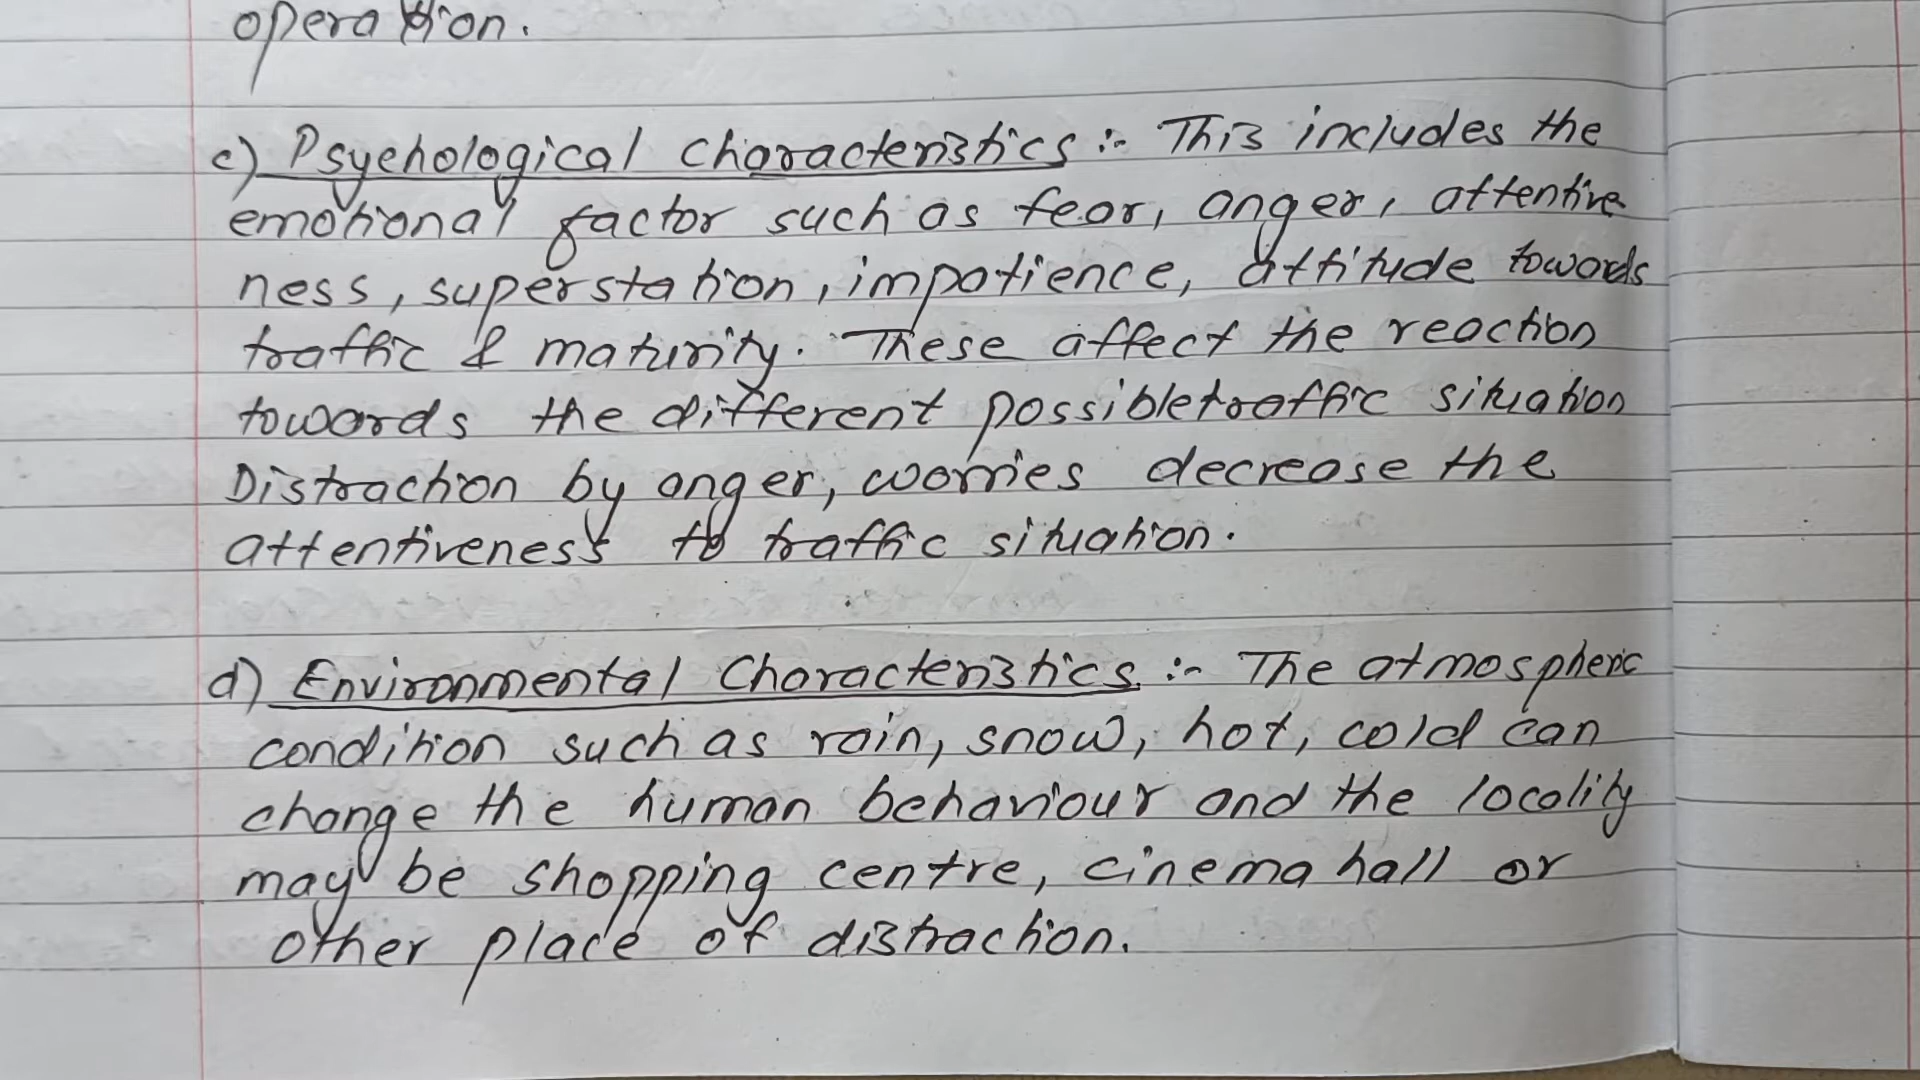 operation.
c) Psychological characteristics :- This includes the
emotional factor such as fear, anger, attentive
ness, superstation, impatience, attitude towards
traffic & maturity. These affect the reaction
towards the different possible traffic situation
Distraction by anger, worries decrease the
attentiveness to traffic situation.
d) Environmental Characteristics :- The atmospheric
condition such as rain, snow, hot, cold can
change the human behaviour and the locality
may be shopping centre, cinema hall or
other place of distraction.